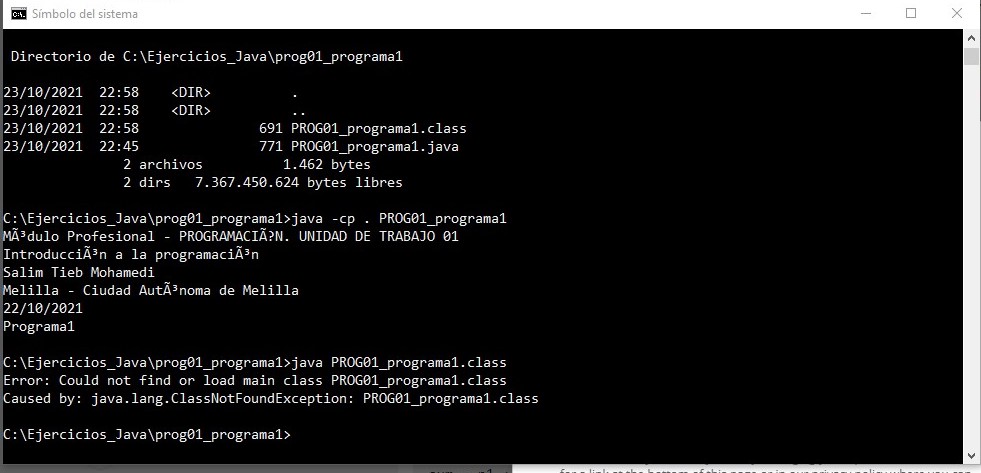 Símbolo del sistema
Directorio de C:\Ejercicios_Java\prog01_programa1
23/10/2021  22:58    <DIR>          .
23/10/2021  22:58    <DIR>          ..
23/10/2021  22:58               691 PROG01_programa1.class
23/10/2021  22:45               771 PROG01_programa1.java
2 archivos          1.462 bytes
2 dirs   7.367.450.624 bytes libres
C:\Ejercicios_Java\prog01_programa1>java -cp . PROG01_programa1
MÃ³dulo Profesional - PROGRAMACIÃ?N. UNIDAD DE TRABAJO 01
IntroducciÃ³n a la programaciÃ³n
Salim Tieb Mohamedi
Melilla - Ciudad AutÃ³noma de Melilla
22/10/2021
Programa1
C:\Ejercicios_Java\prog01_programa1>java PROG01_programa1.class
Error: Could not find or load main class PROG01_programa1.class
Caused by: java.lang.ClassNotFoundException: PROG01_programa1.class
C:\Ejercicios_Java\prog01_programa1>